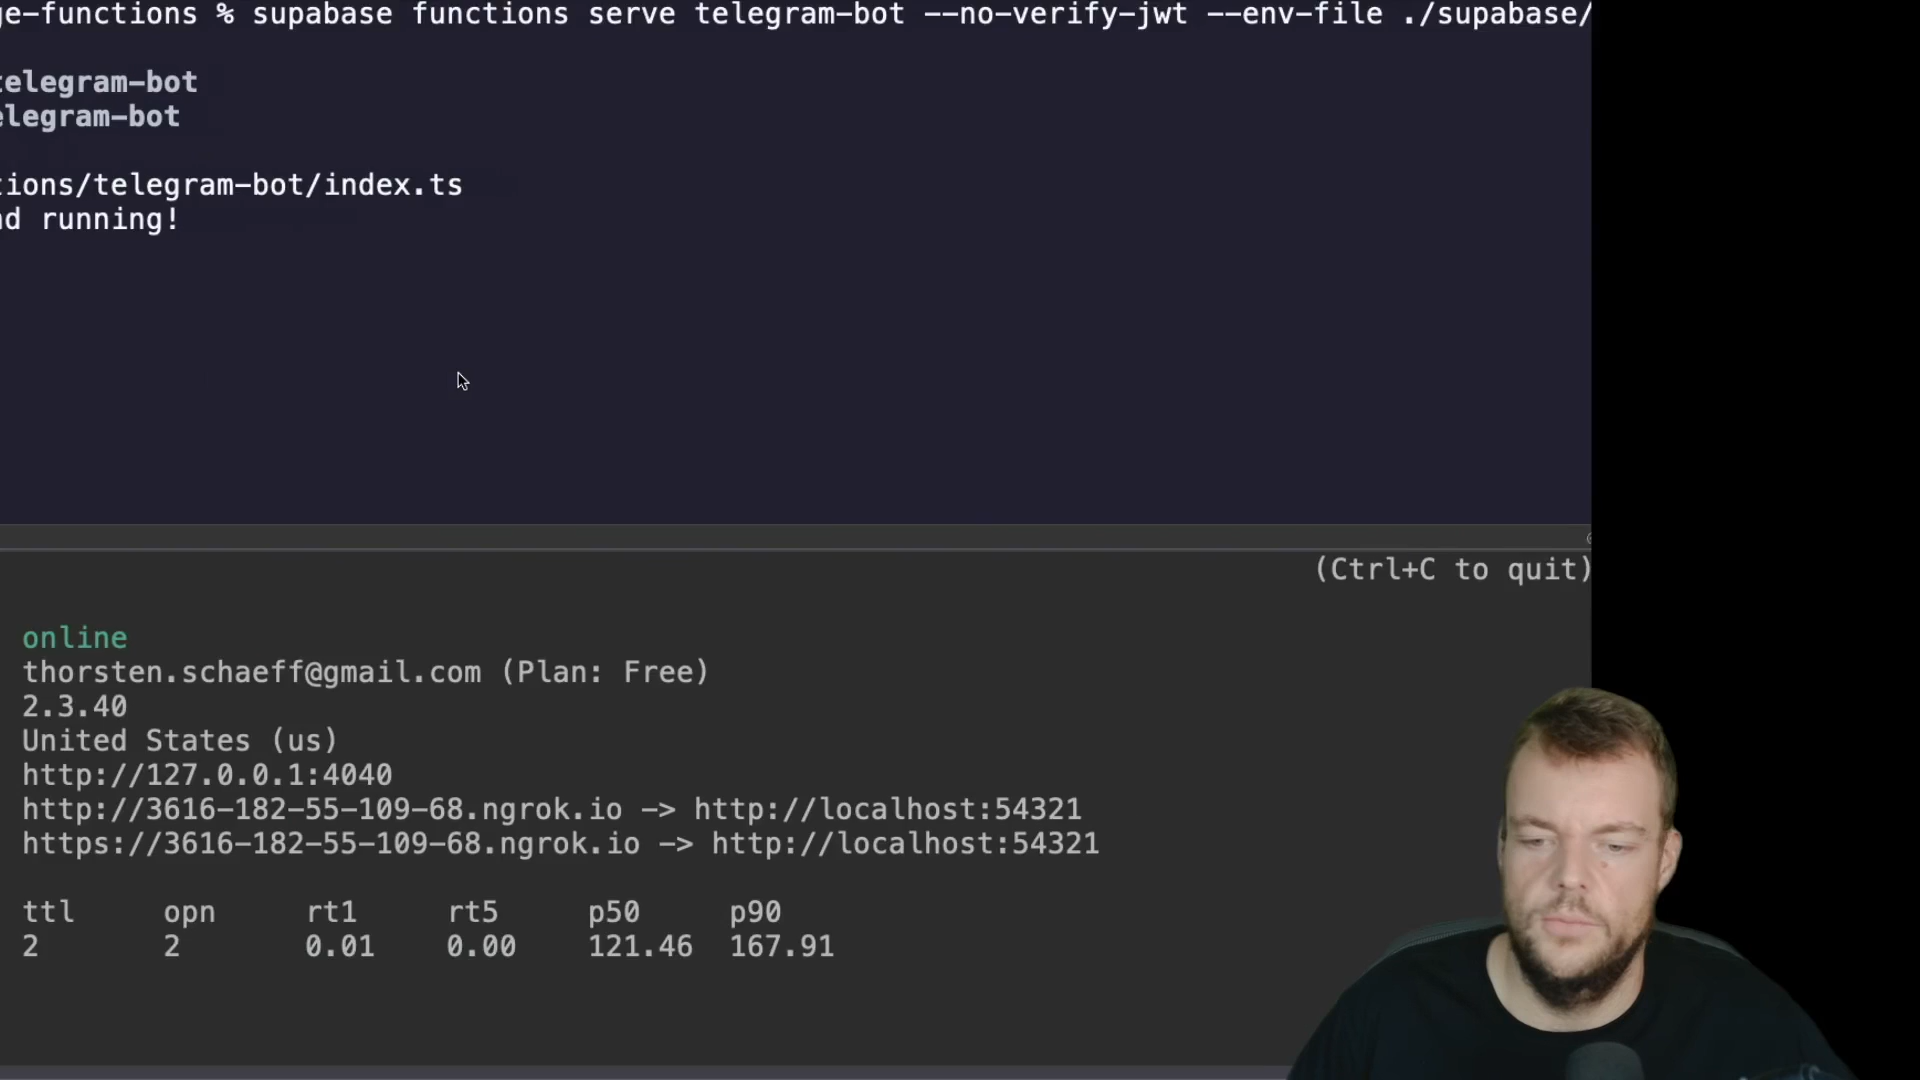 ge-functions % supabase functions serve telegram-bot --no-verify-jwt --env-file ./supabase/
telegram-bot
elegram-bot
tions/telegram-bot/index.ts
nd running!
(Ctrl+C to quit)
online
thorsten.schaeff@gmail.com (Plan: Free)
2.3.40
United States (us)
http://127.0.0.1:4040
http://3616-182-55-109-68.ngrok.io -> http://localhost:54321
https://3616-182-55-109-68.ngrok.io -> http://localhost:54321
ttl opn rt1 rt5 p50 p90
2 2 0.01 0.00 121.46 167.91